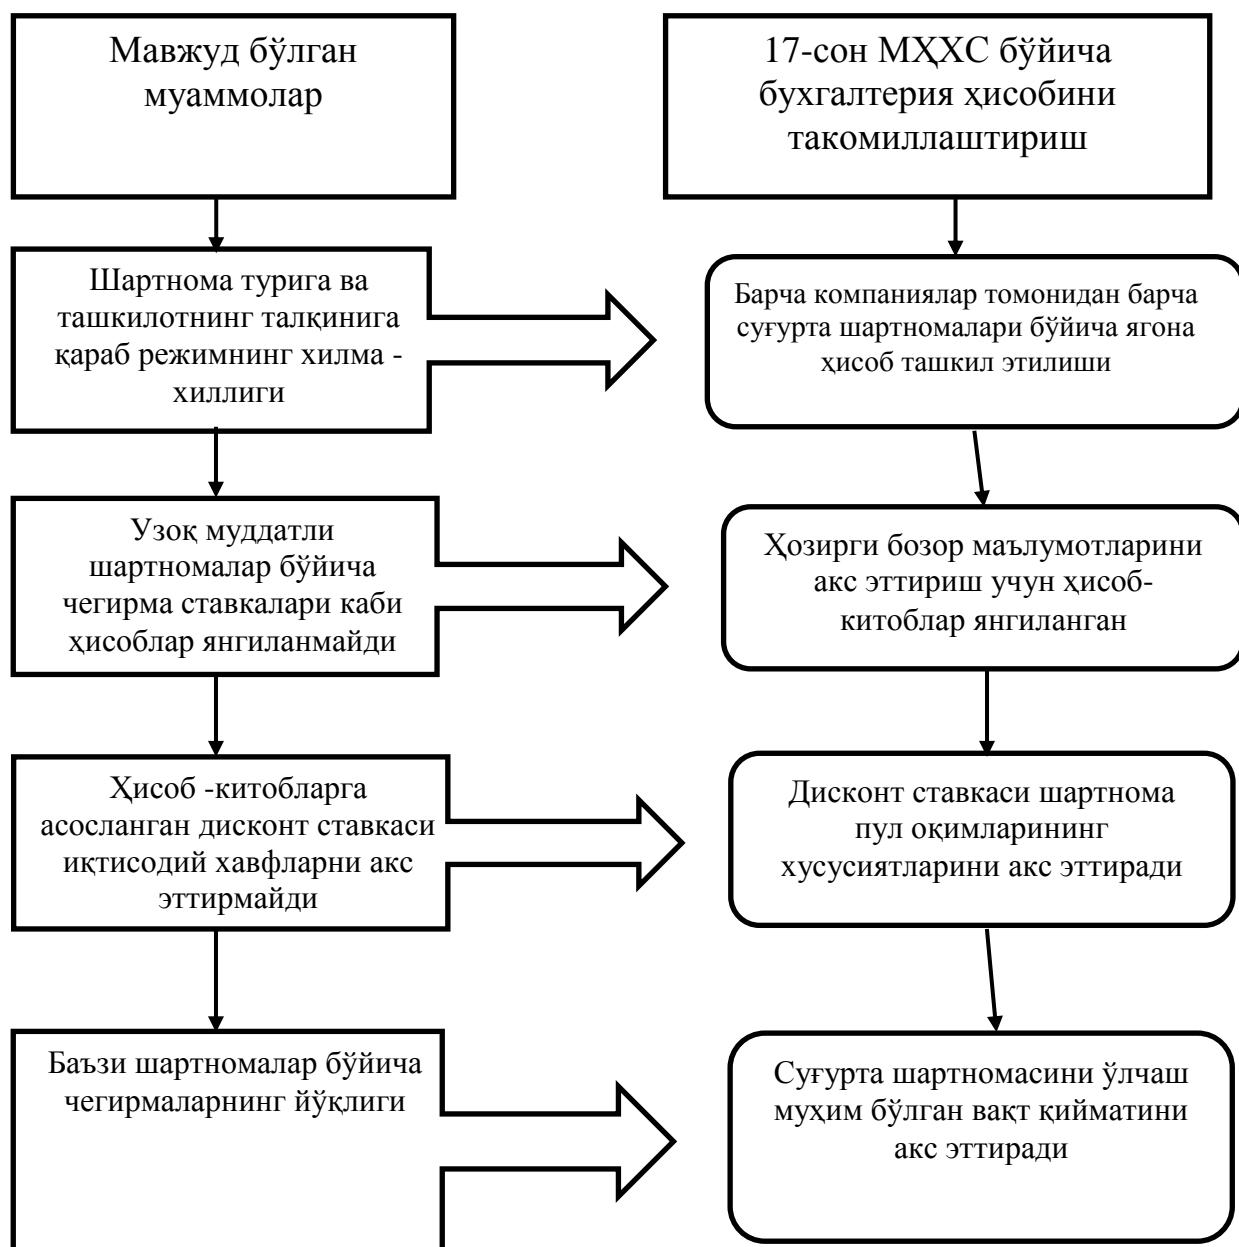 Мавжуд бўлган
муаммолар
17-сон МҲХС бўйича
бухгалтерия ҳисобини
такомиллаштириш
Шартнома турига ва
ташкилотнинг талқинига
қараб режимнинг хилма -
хиллиги
Барча компаниялар томонидан барча
суғурта шартномалари бўйича ягона
ҳисоб ташкил этилиши
Узоқ муддатли
шартномалар бўйича
чегирма ставкалари каби
ҳисоблар янгиланмайди
Ҳозирги бозор маълумотларини
акс эттириш учун ҳисоб-
китоблар янгиланган
Ҳисоб -китобларга
асосланган дисконт ставкаси
иқтисодий хавфларни акс
эттирмайди
Дисконт ставкаси шартнома
пул оқимларининг
хусусиятларини акс эттиради
Баъзи шартномалар бўйича
чегирмаларнинг йўқлиги
Суғурта шартномасини ўлчаш
муҳим бўлган вақт қийматини
акс эттиради